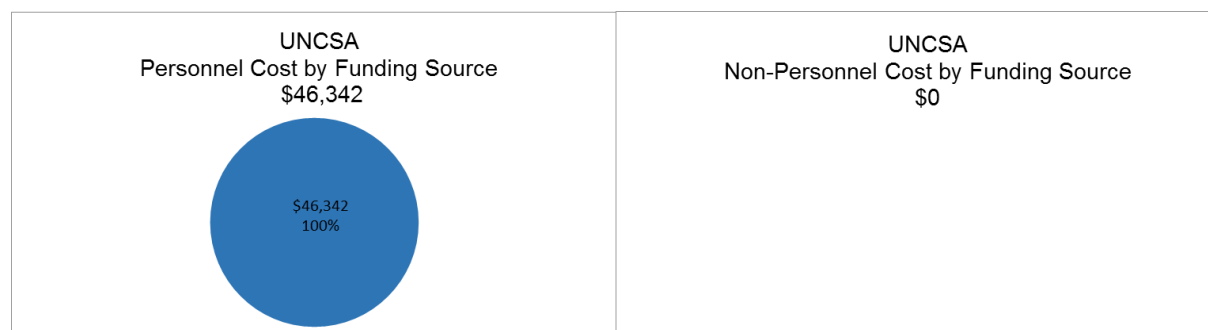 UNCSA
Personnel Cost by Funding Source
$46,342
$46,342
100%
UNCSA
Non-Personnel Cost by Funding Source
$0